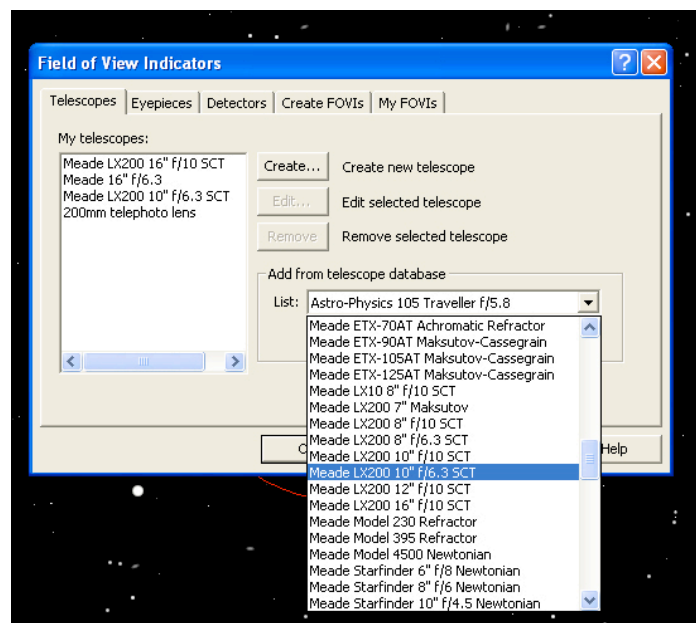 Field of View Indicators
Telescopes Eyepieces Detectors Create FOVIs My FOVIs
My telescopes:
Meade LX200 16" f/10 SCT
Meade 16" f/6.3
Meade LX200 10" f/6.3 SCT
200mm telephoto lens
Create... Create new telescope
Edit... Edit selected telescope
Remove Remove selected telescope
Add from telescope database
List: Astro-Physics 105 Traveller f/5.8
Meade ETX-70AT Achromatic Refractor
Meade ETX-90AT Maksutov-Cassegrain
Meade ETX-105AT Maksutov-Cassegrain
Meade ETX-125AT Maksutov-Cassegrain
Meade LX10 8" f/10 SCT
Meade LX200 7" Maksutov
Meade LX200 8" f/10 SCT
Meade LX200 8" f/6.3 SCT
Meade LX200 10" f/10 SCT
Meade LX200 10" f/6.3 SCT
Meade LX200 12" f/10 SCT
Meade LX200 16" f/10 SCT
Meade Model 230 Refractor
Meade Model 395 Refractor
Meade Model 4500 Newtonian
Meade Starfinder 6" f/8 Newtonian
Meade Starfinder 8" f/6 Newtonian
Meade Starfinder 10" f/4.5 Newtonian
Help